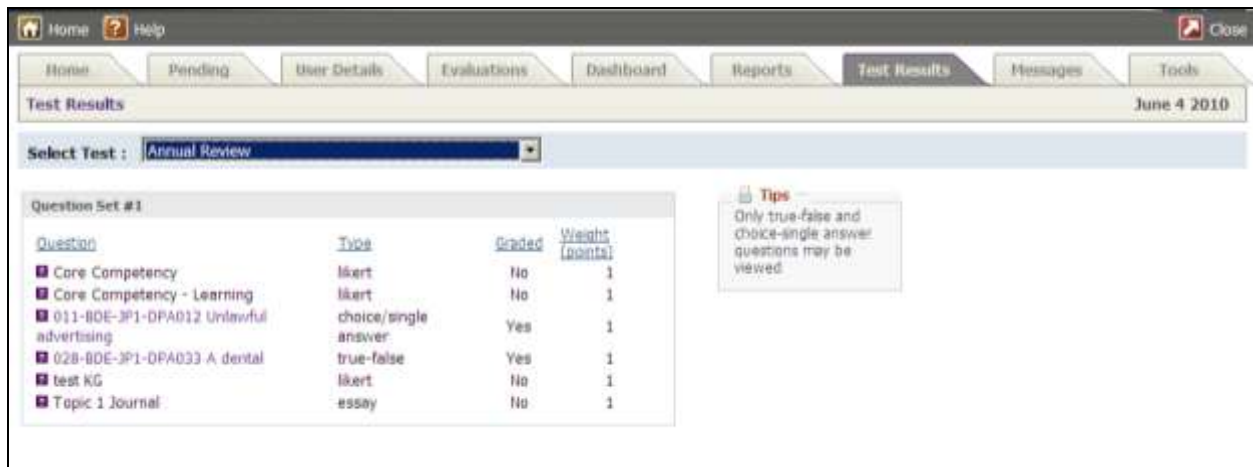 Home Help Close
Home Pending User Details Evaluations Dashboard Reports Test Results Messages Tools
Test Results June 4 2010
Select Test : Annual Review
Question Set #1
Question Type Graded Weight (points)
Core Competency likert No 1
Core Competency - Learning likert No 1
011-BDE-JP1-DPA012 Unlawful advertising choice/single answer Yes 1
028-BDE-JP1-DPA033 A dental true-false Yes 1
test KG likert No 1
Topic 1 Journal essay No 1
Tips
Only true-false and
choice-single answer
questions may be
viewed